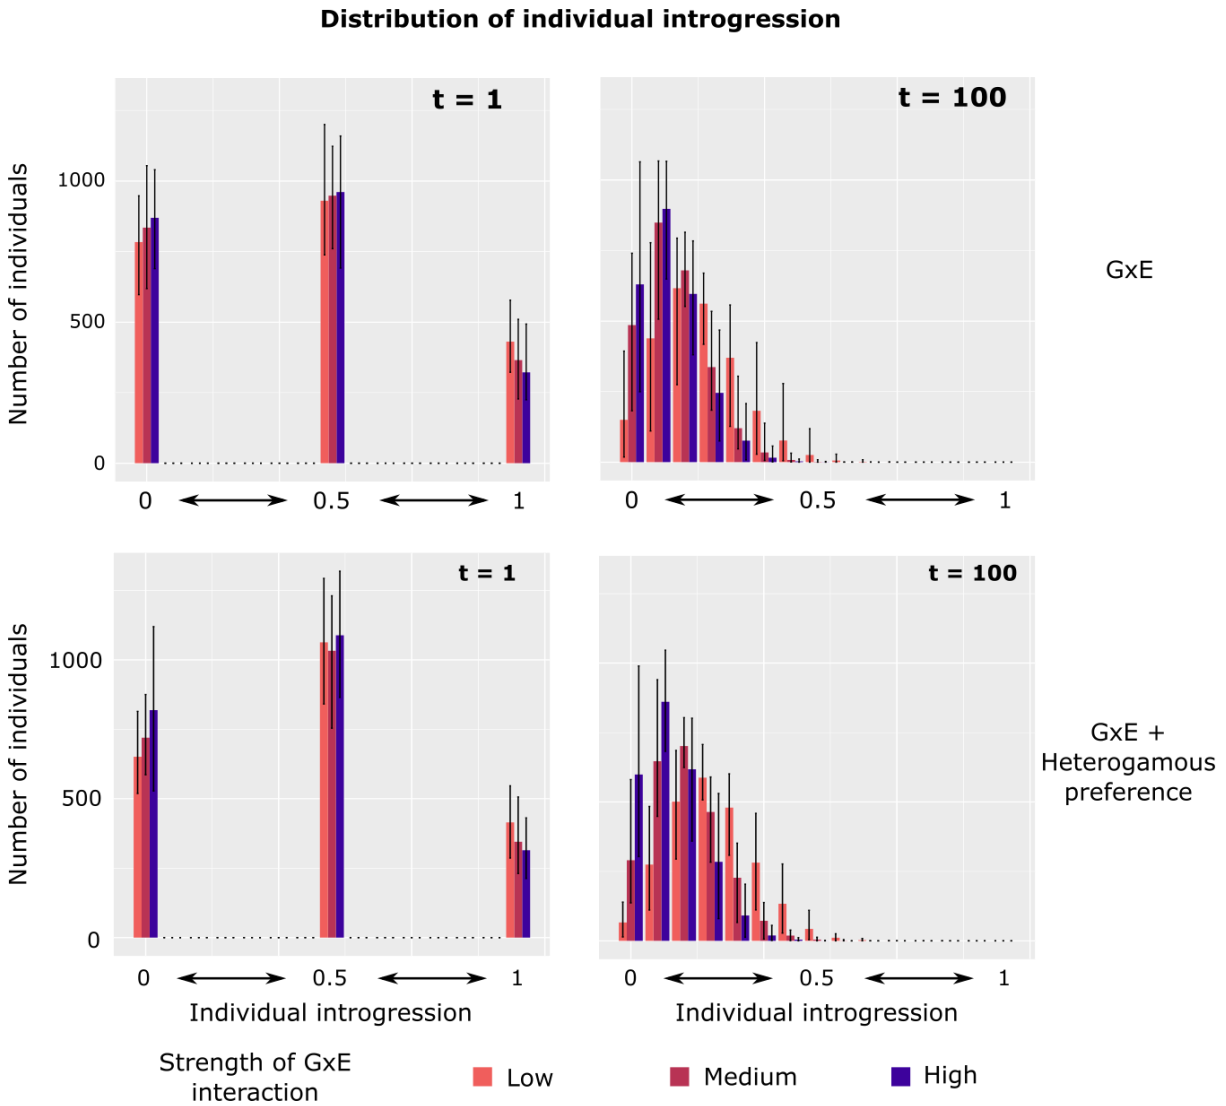 Distribution of individual introgression
t = 1
t = 100
Number of individuals
1000
500
0
GxE
0 0.5 1
0 0.5 1
t = 1
t = 100
Number of individuals
1000
500
0
GxE +
Heterogamous
preference
0 0.5 1
0 0.5 1
Individual introgression
Individual introgression
Strength of GxE
interaction
Low
Medium
High